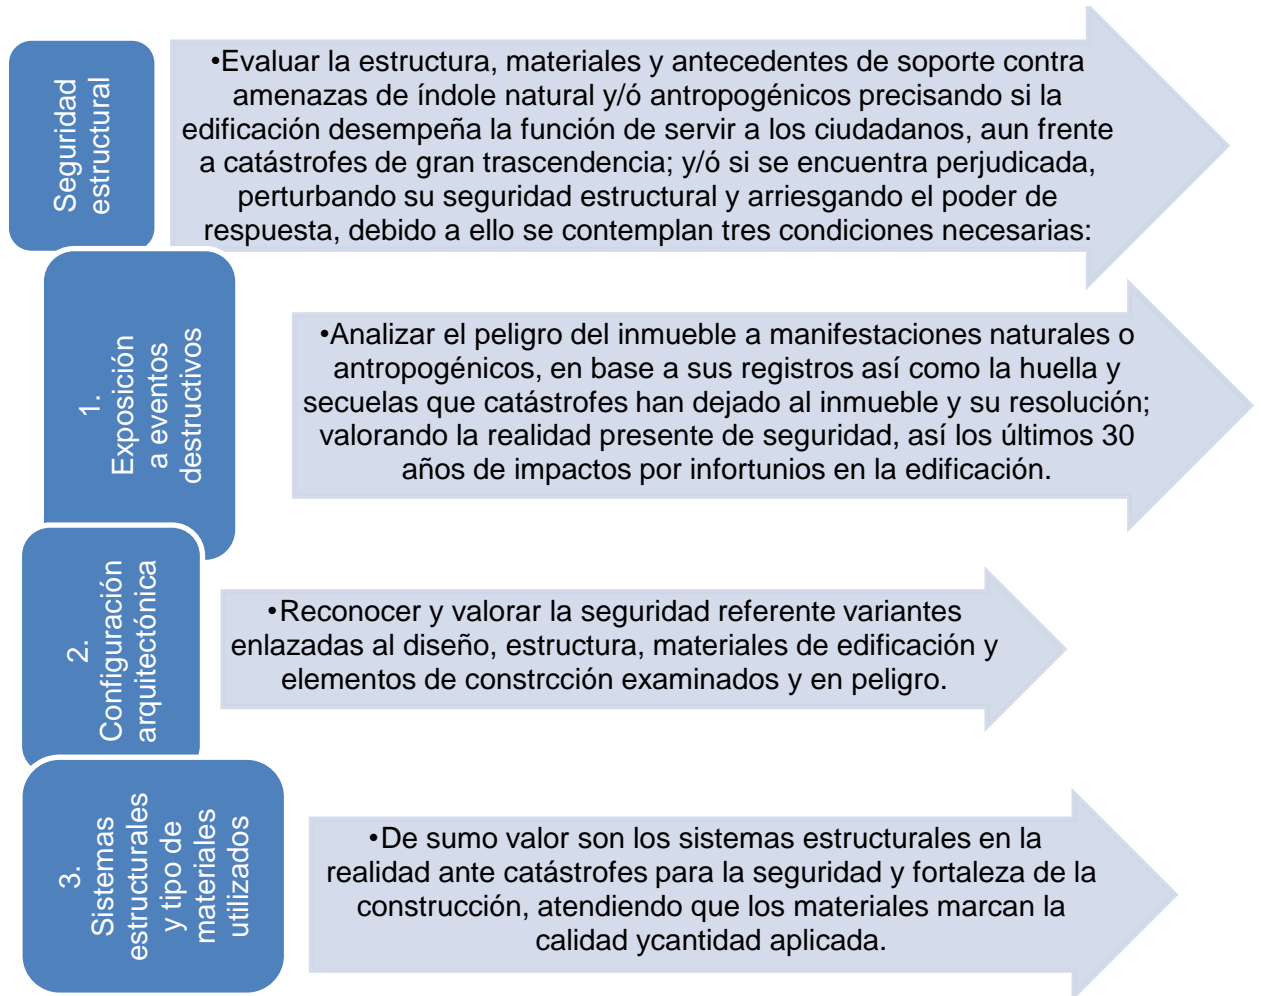 Seguridad
estructural
•Evaluar la estructura, materiales y antecedentes de soporte contra
amenazas de índole natural y/ó antropogénicos precisando si la
edificación desempeña la función de servir a los ciudadanos, aun frente
a catástrofes de gran trascendencia; y/ó si se encuentra perjudicada,
perturbando su seguridad estructural y arriesgando el poder de
respuesta, debido a ello se contemplan tres condiciones necesarias:
1.
Exposición
a eventos
destructivos
•Analizar el peligro del inmueble a manifestaciones naturales o
antropogénicos, en base a sus registros así como la huella y
secuelas que catástrofes han dejado al inmueble y su resolución;
valorando la realidad presente de seguridad, así los últimos 30
años de impactos por infortunios en la edificación.
2.
Configuración
arquitectónica
•Reconocer y valorar la seguridad referente variantes
enlazadas al diseño, estructura, materiales de edificación y
elementos de constrcción examinados y en peligro.
3.
Sistemas
estructurales
y tipo de
materiales
utilizados
•De sumo valor son los sistemas estructurales en la
realidad ante catástrofes para la seguridad y fortaleza de la
construcción, atendiendo que los materiales marcan la
calidad ycantidad aplicada.